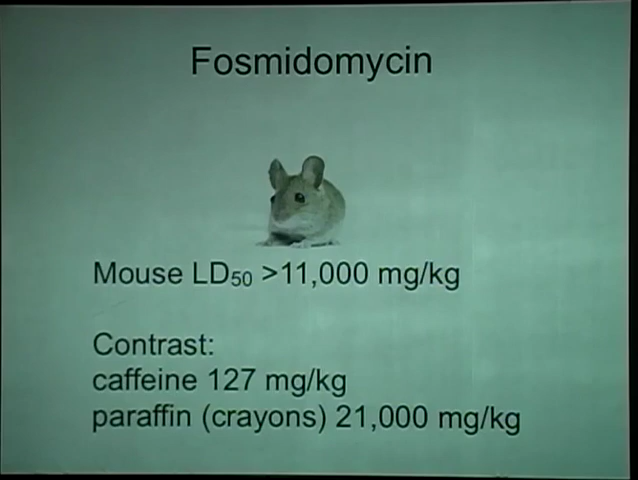 Fosmidomycin
Mouse LD50 >11,000 mg/kg
Contrast:
caffeine 127 mg/kg
paraffin (crayons) 21,000 mg/kg